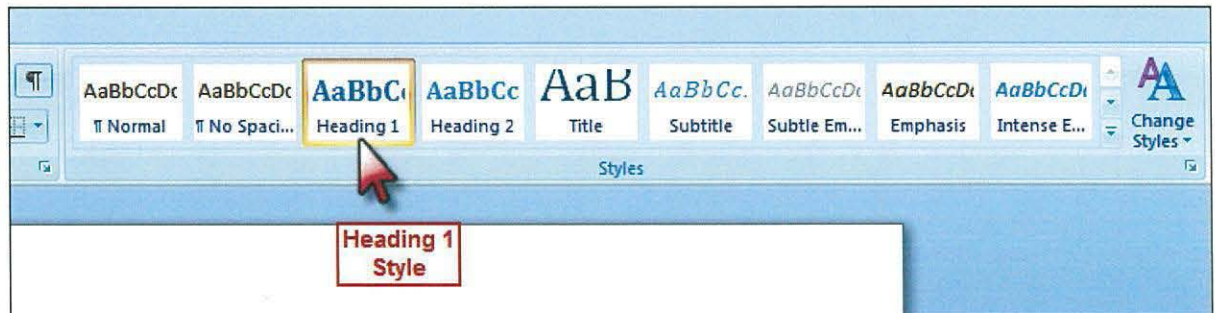 ¶
AaBbCcDc AaBbCcDc AaBbC AaBbCc AaB AaBbCc. AaBbCcDc AaBbCcDc AaBbCcDc
¶ Normal ¶ No Spaci... Heading 1 Heading 2 Title Subtitle Subtle Em... Emphasis Intense E...
Change
Styles
Styles
Heading 1
Style